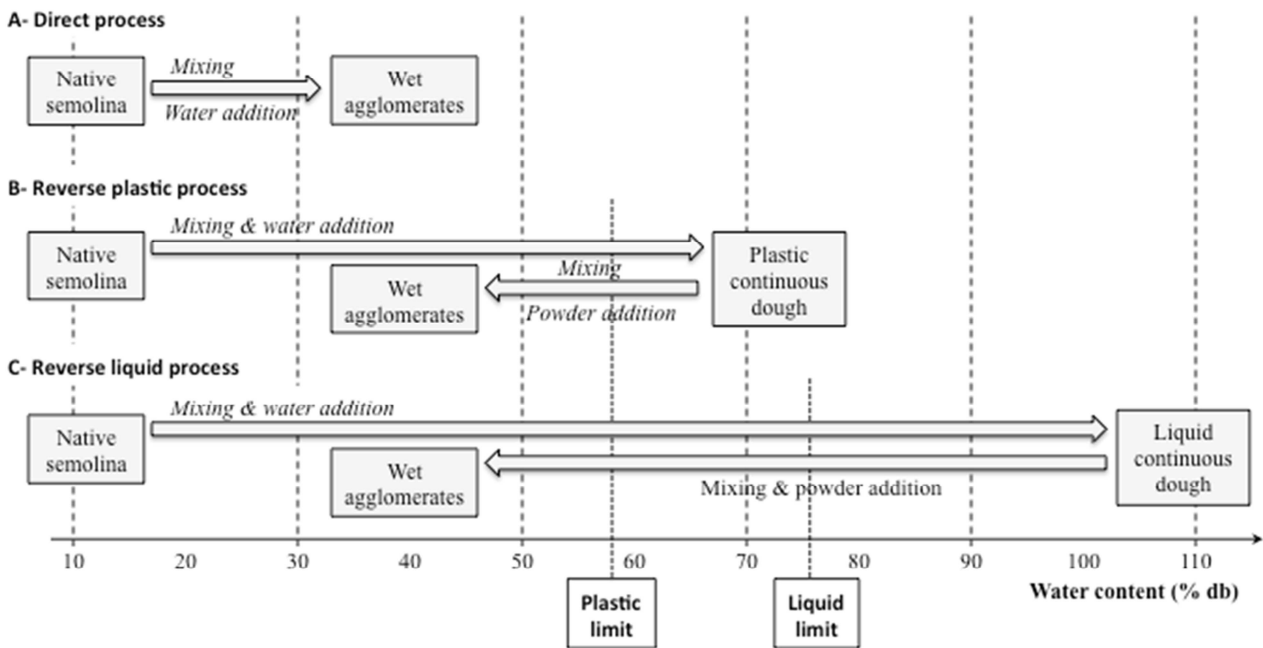 A- Direct process
Mixing
Native
semolina
Water addition
Wet
agglomerates
B- Reverse plastic process
Mixing & water addition
Native
semolina
Mixing
Wet
agglomerates
Powder addition
Plastic
continuous
dough
C- Reverse liquid process
Mixing & water addition
Native
semolina
Wet
agglomerates
Mixing & powder addition
Liquid
continuous
dough
10 20 30 40 50 60 70 80 90 100 110
Water content (% db)
Plastic
limit
Liquid
limit